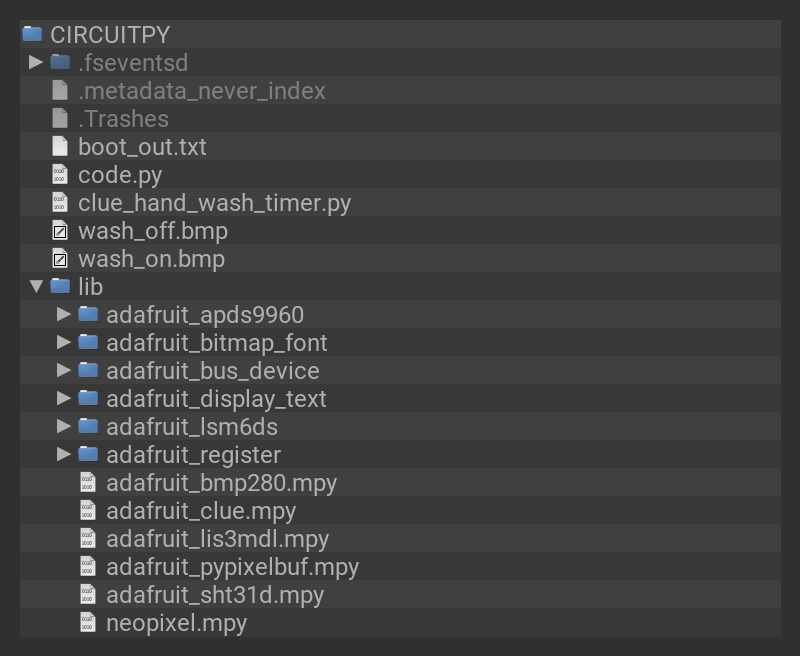 CIRCUITPY
.fseventsd
.metadata_never_index
.Trashes
boot_out.txt
code.py
clue_hand_wash_timer.py
wash_off.bmp
wash_on.bmp
lib
adafruit_apds9960
adafruit_bitmap_font
adafruit_bus_device
adafruit_display_text
adafruit_lsm6ds
adafruit_register
adafruit_bmp280.mpy
adafruit_clue.mpy
adafruit_lis3mdl.mpy
adafruit_pypixelbuf.mpy
adafruit_sht31d.mpy
neopixel.mpy